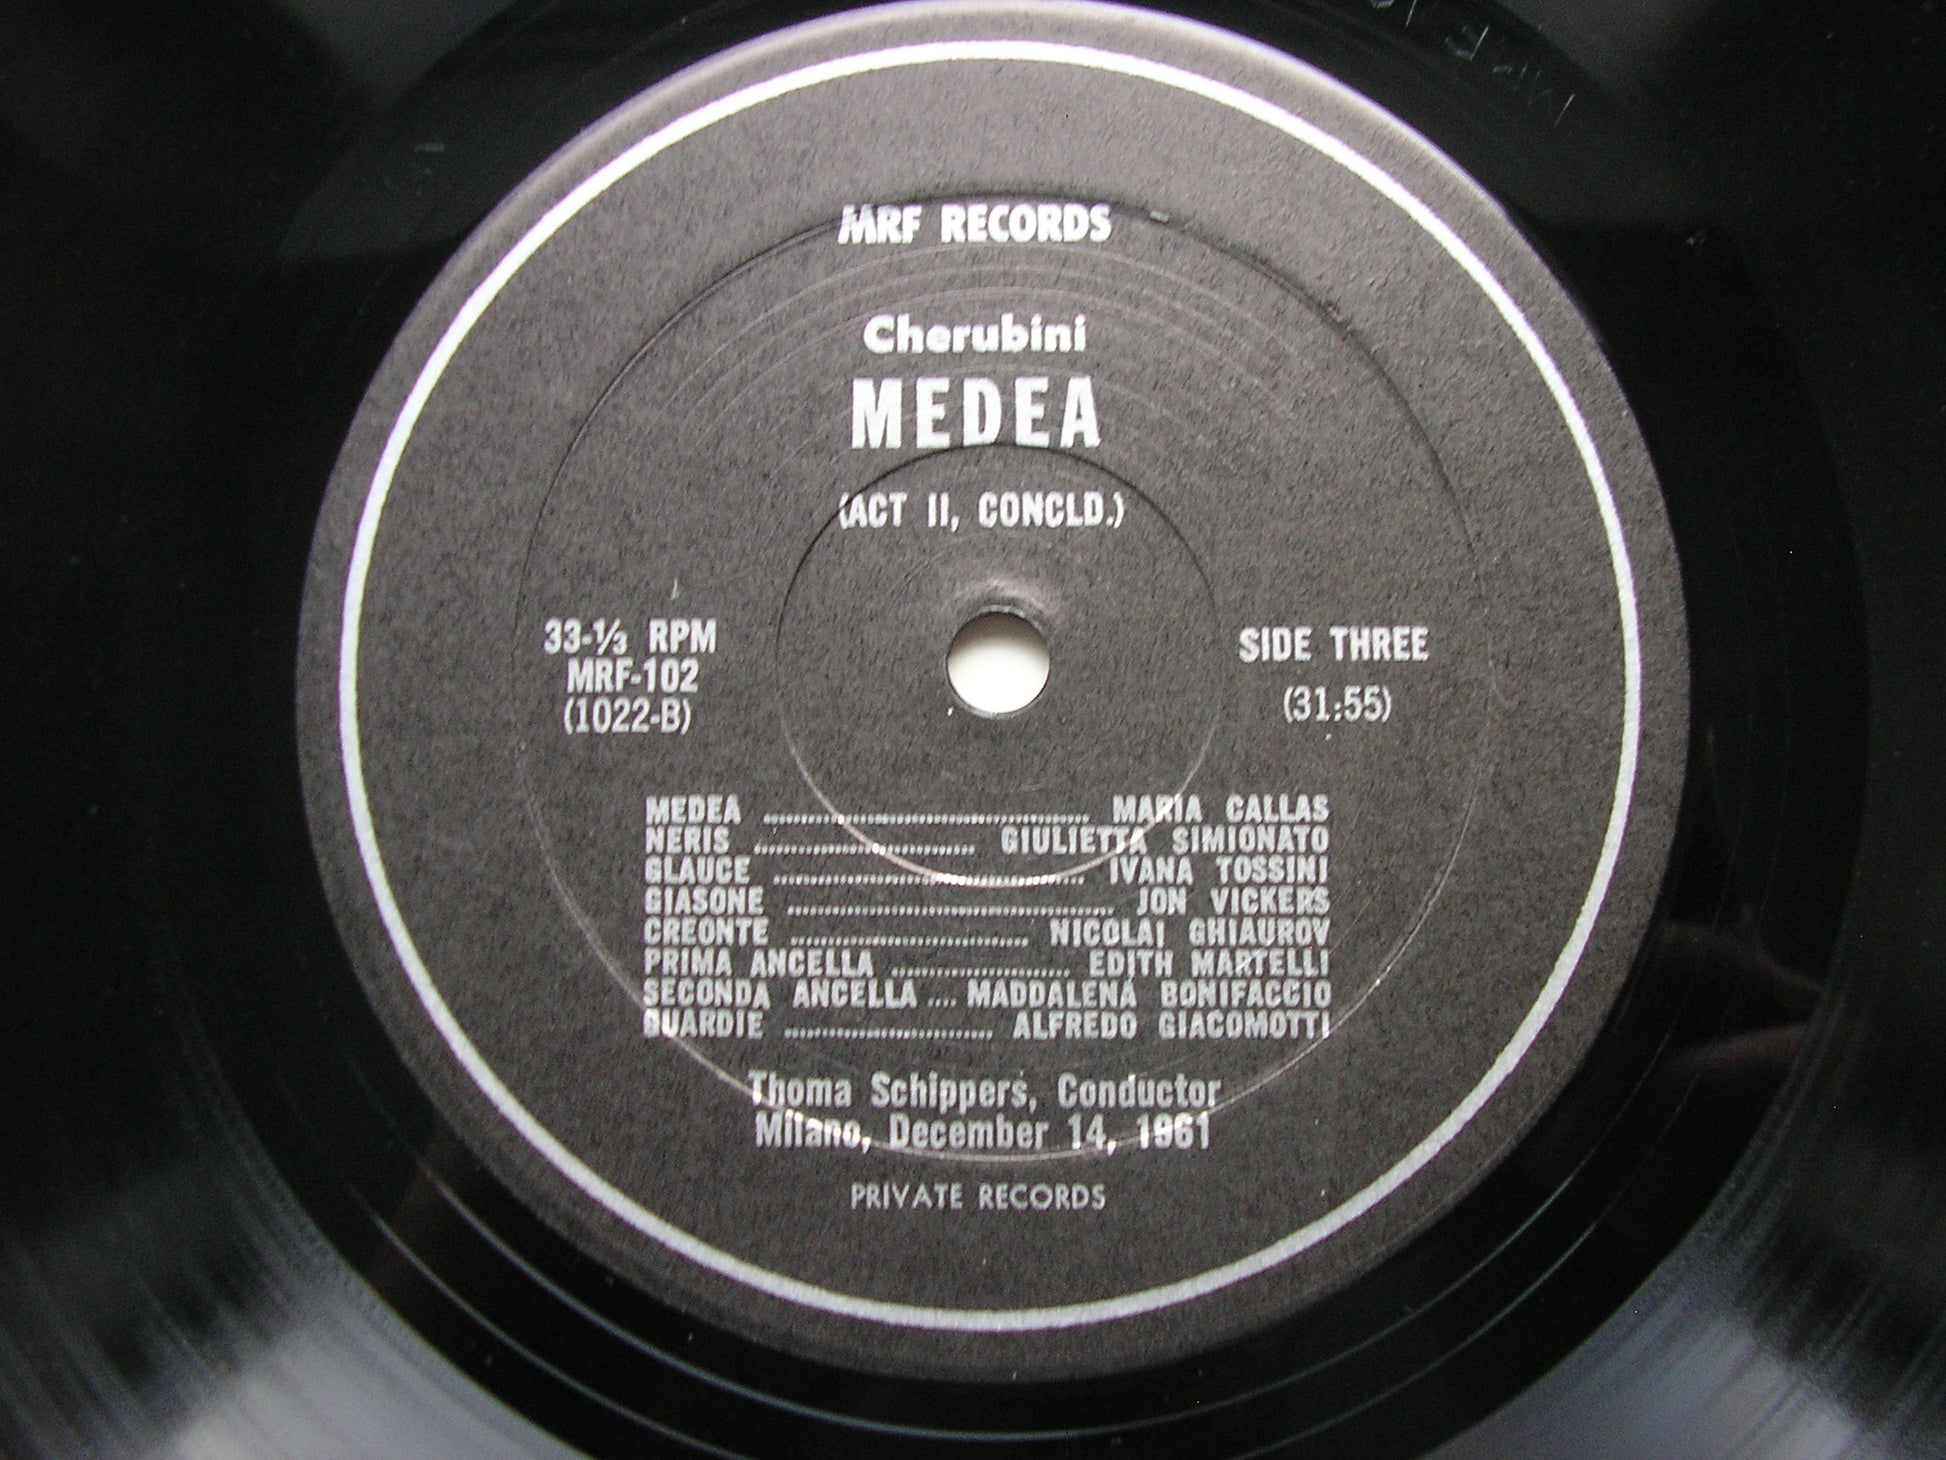 MRF RECORDS
Cherubini
MEDEA
(ACT II, CONCLD.)
33-⅓ RPM
MRF-102
(1022-B)
SIDE THREE
(31:55)
MEDEA ........................................ MARIA CALLAS
NERIS ........................... GIULIETTA SIMIONATO
GLAUCE ...................................... IVANA TOSSINI
GIASONE ........................................ JON VICKERS
CREONTE ............................. NICOLAI GHIAUROV
PRIMA ANCELLA ...................... EDITH MARTELLI
SECONDA ANCELLA .... MADDALENA BONIFACCIO
GUARDIE .......................... ALFREDO GIACOMOTTI
Thoma Schippers, Conductor
Milano, December 14, 1961
PRIVATE RECORDS